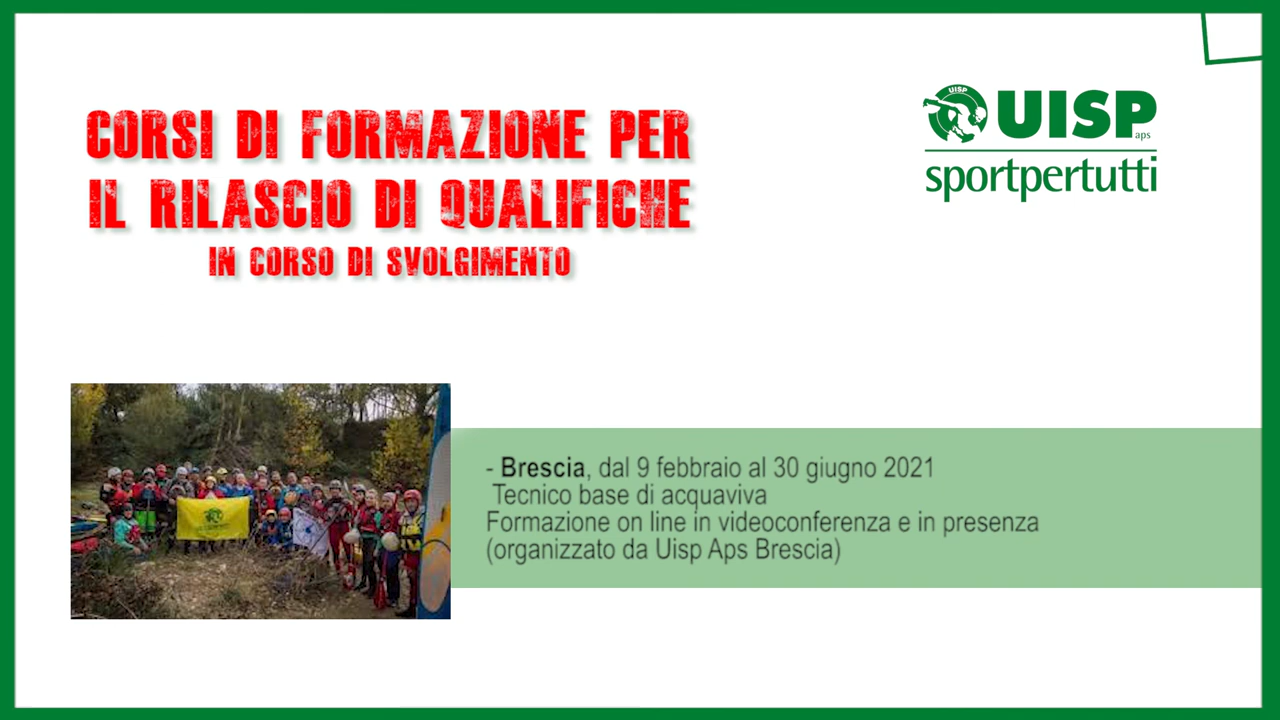 CORSI DI FORMAZIONE PER
IL RILASCIO DI QUALIFICHE
IN CORSO DI SVOLGIMENTO
UISP
UISP
aps
sportpertutti
- Brescia, dal 9 febbraio al 30 giugno 2021
Tecnico base di acquaviva
Formazione on line in videoconferenza e in presenza
(organizzato da Uisp Aps Brescia)